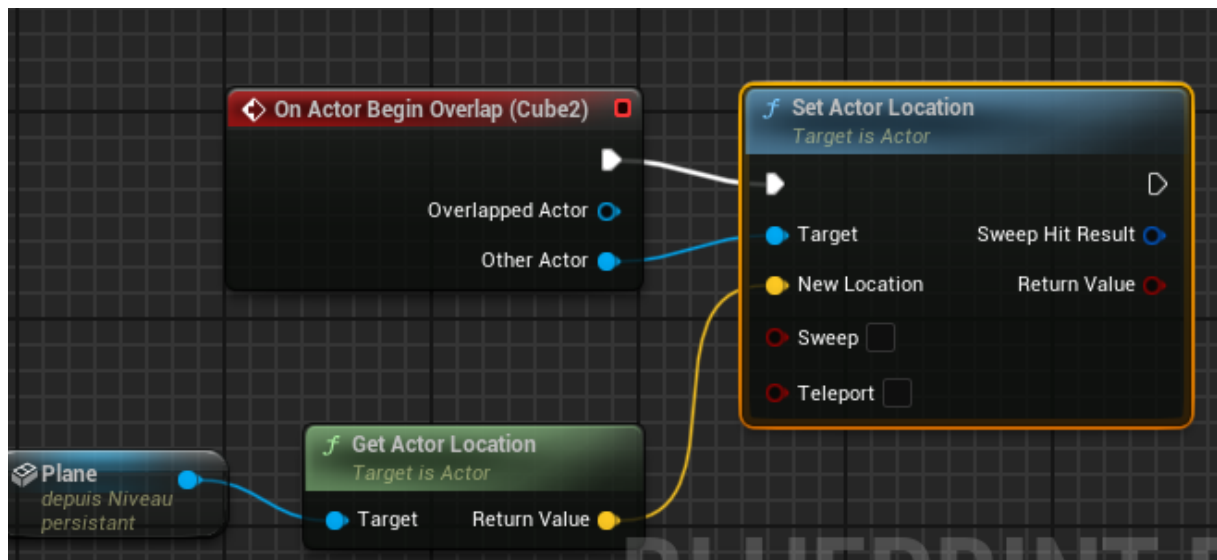 On Actor Begin Overlap (Cube2)
Overlapped Actor
Other Actor
Set Actor Location
Target is Actor
Target
Sweep Hit Result
New Location
Return Value
Sweep
Teleport
Plane
depuis Niveau
persistant
Get Actor Location
Target is Actor
Target
Return Value